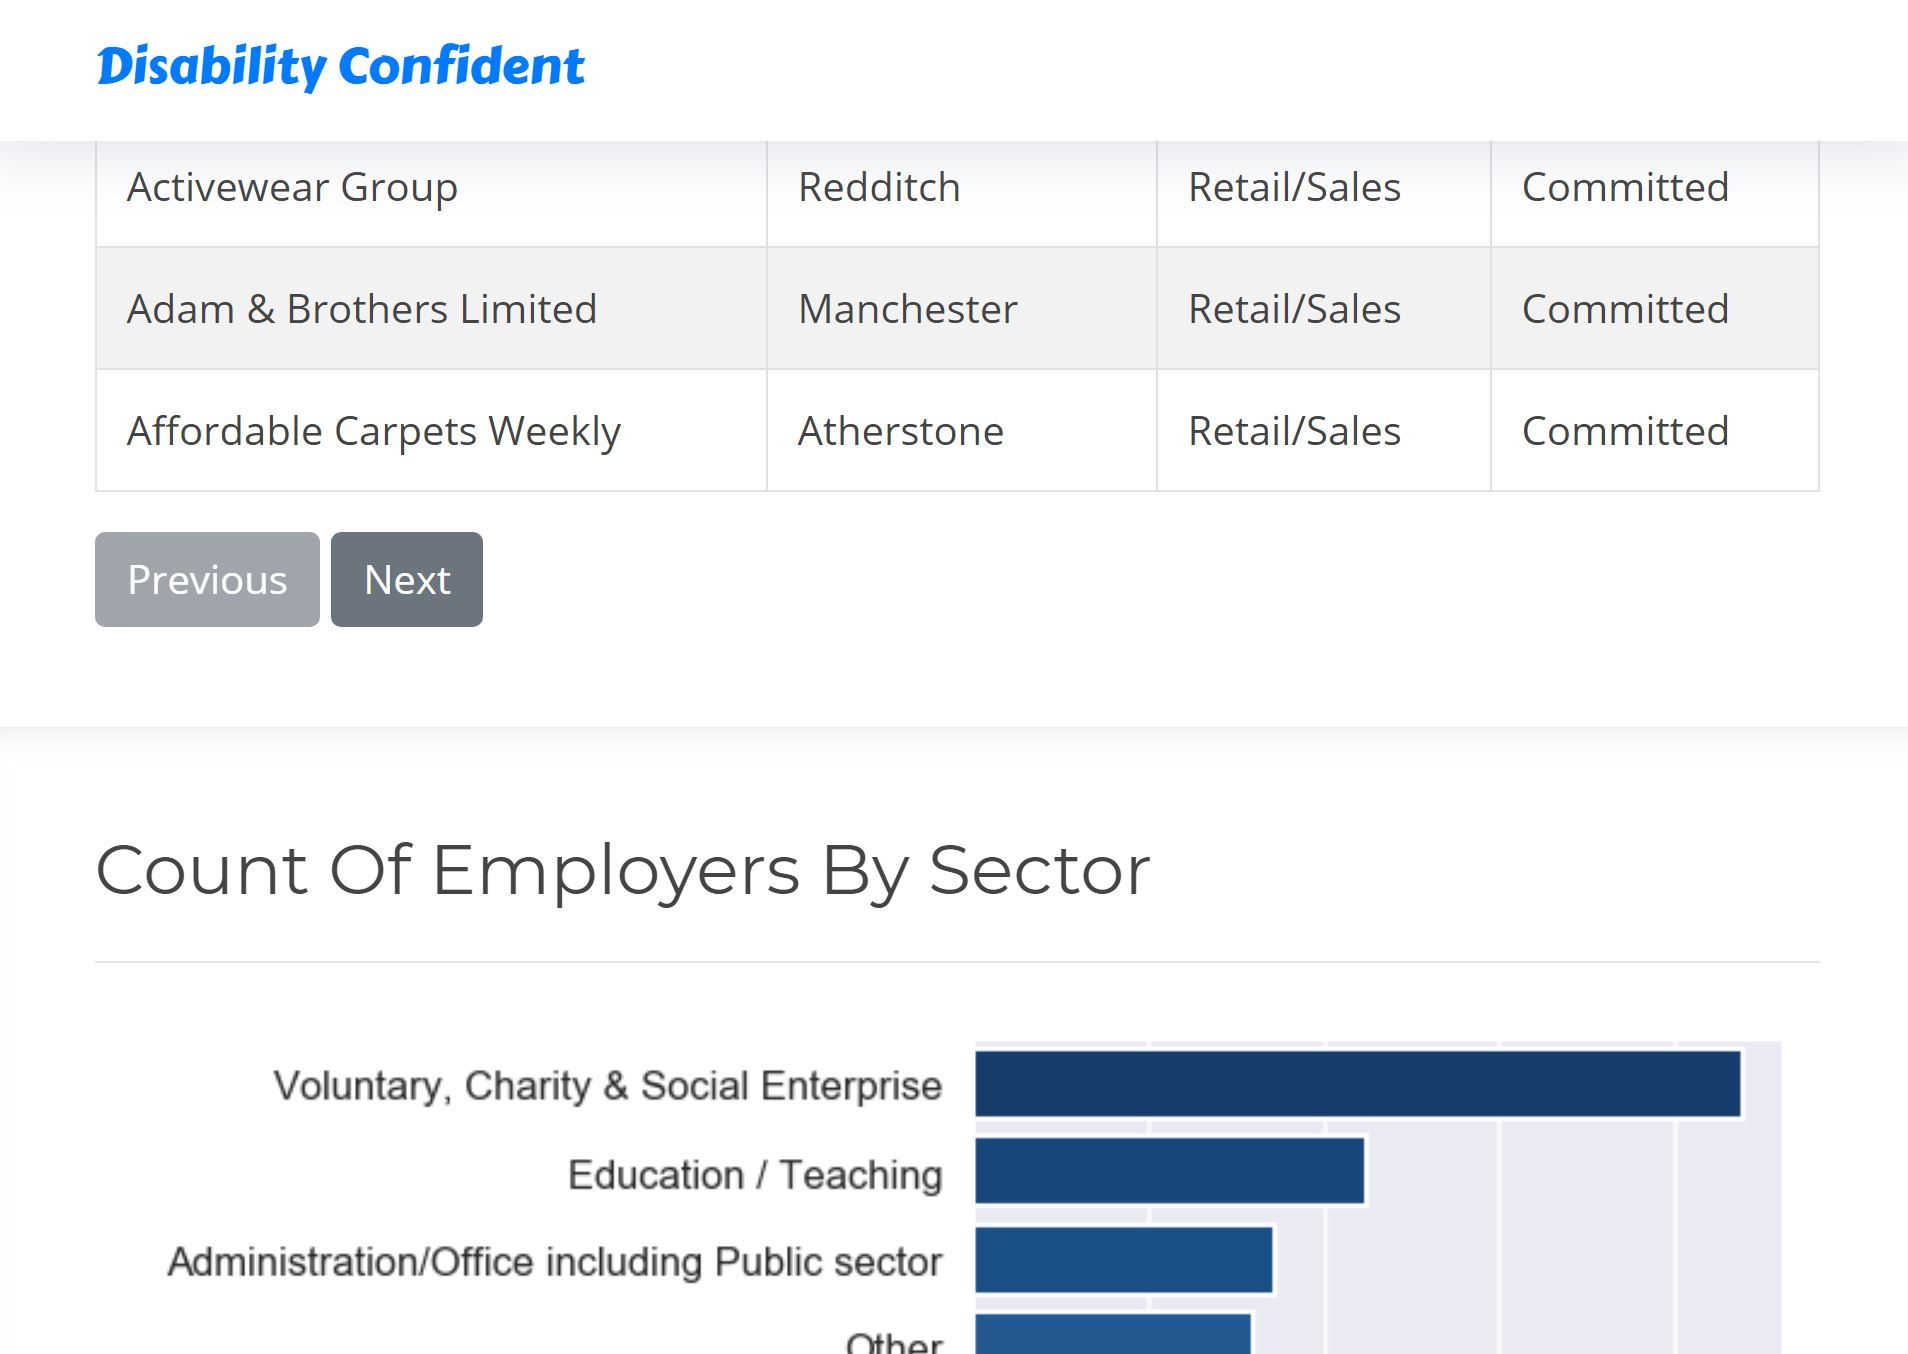 Disability Confident
Activewear Group Redditch Retail/Sales Committed
Adam & Brothers Limited Manchester Retail/Sales Committed
Affordable Carpets Weekly Atherstone Retail/Sales Committed
Previous Next
Count Of Employers By Sector
Voluntary, Charity & Social Enterprise
Education / Teaching
Administration/Office including Public sector
Other